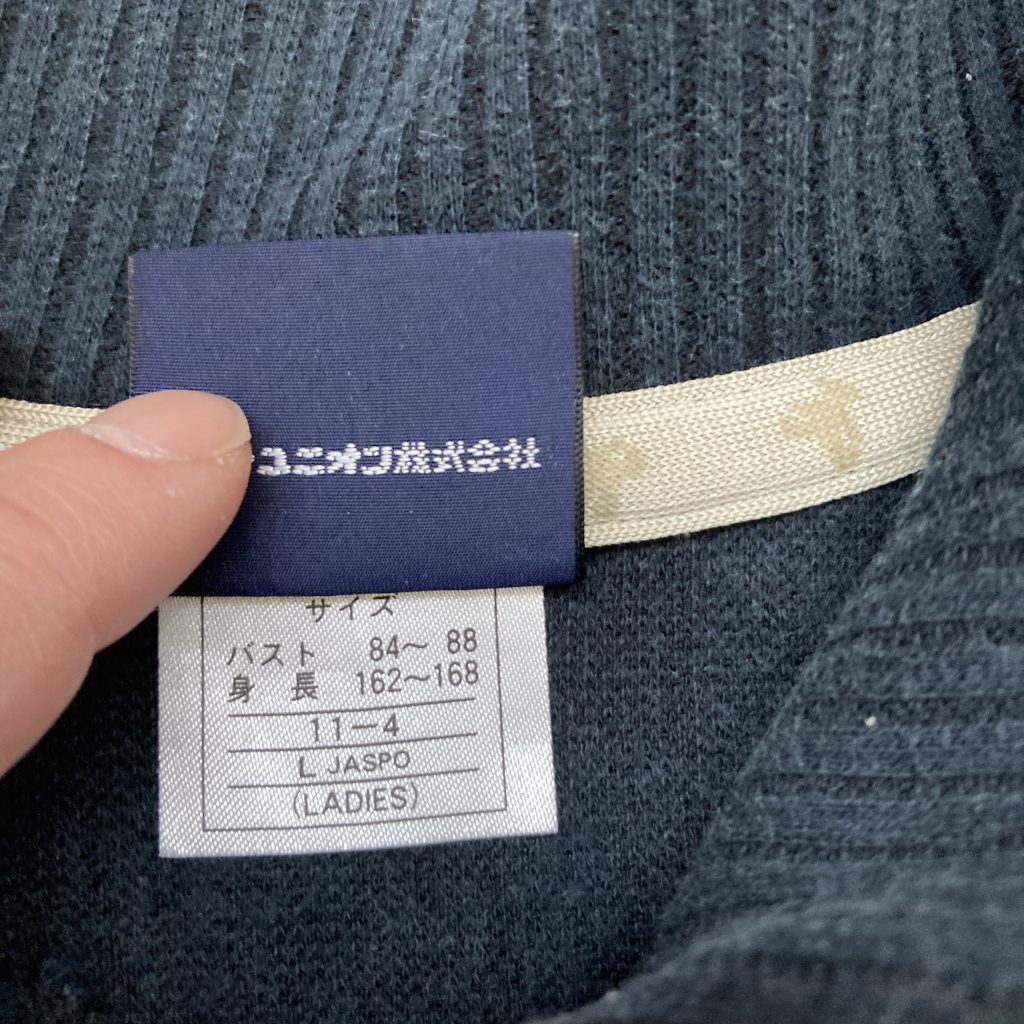 ユニオン株式会社
サイズ
バスト 84～88
身長 162～168
11-4
L JASPO
(LADIES)